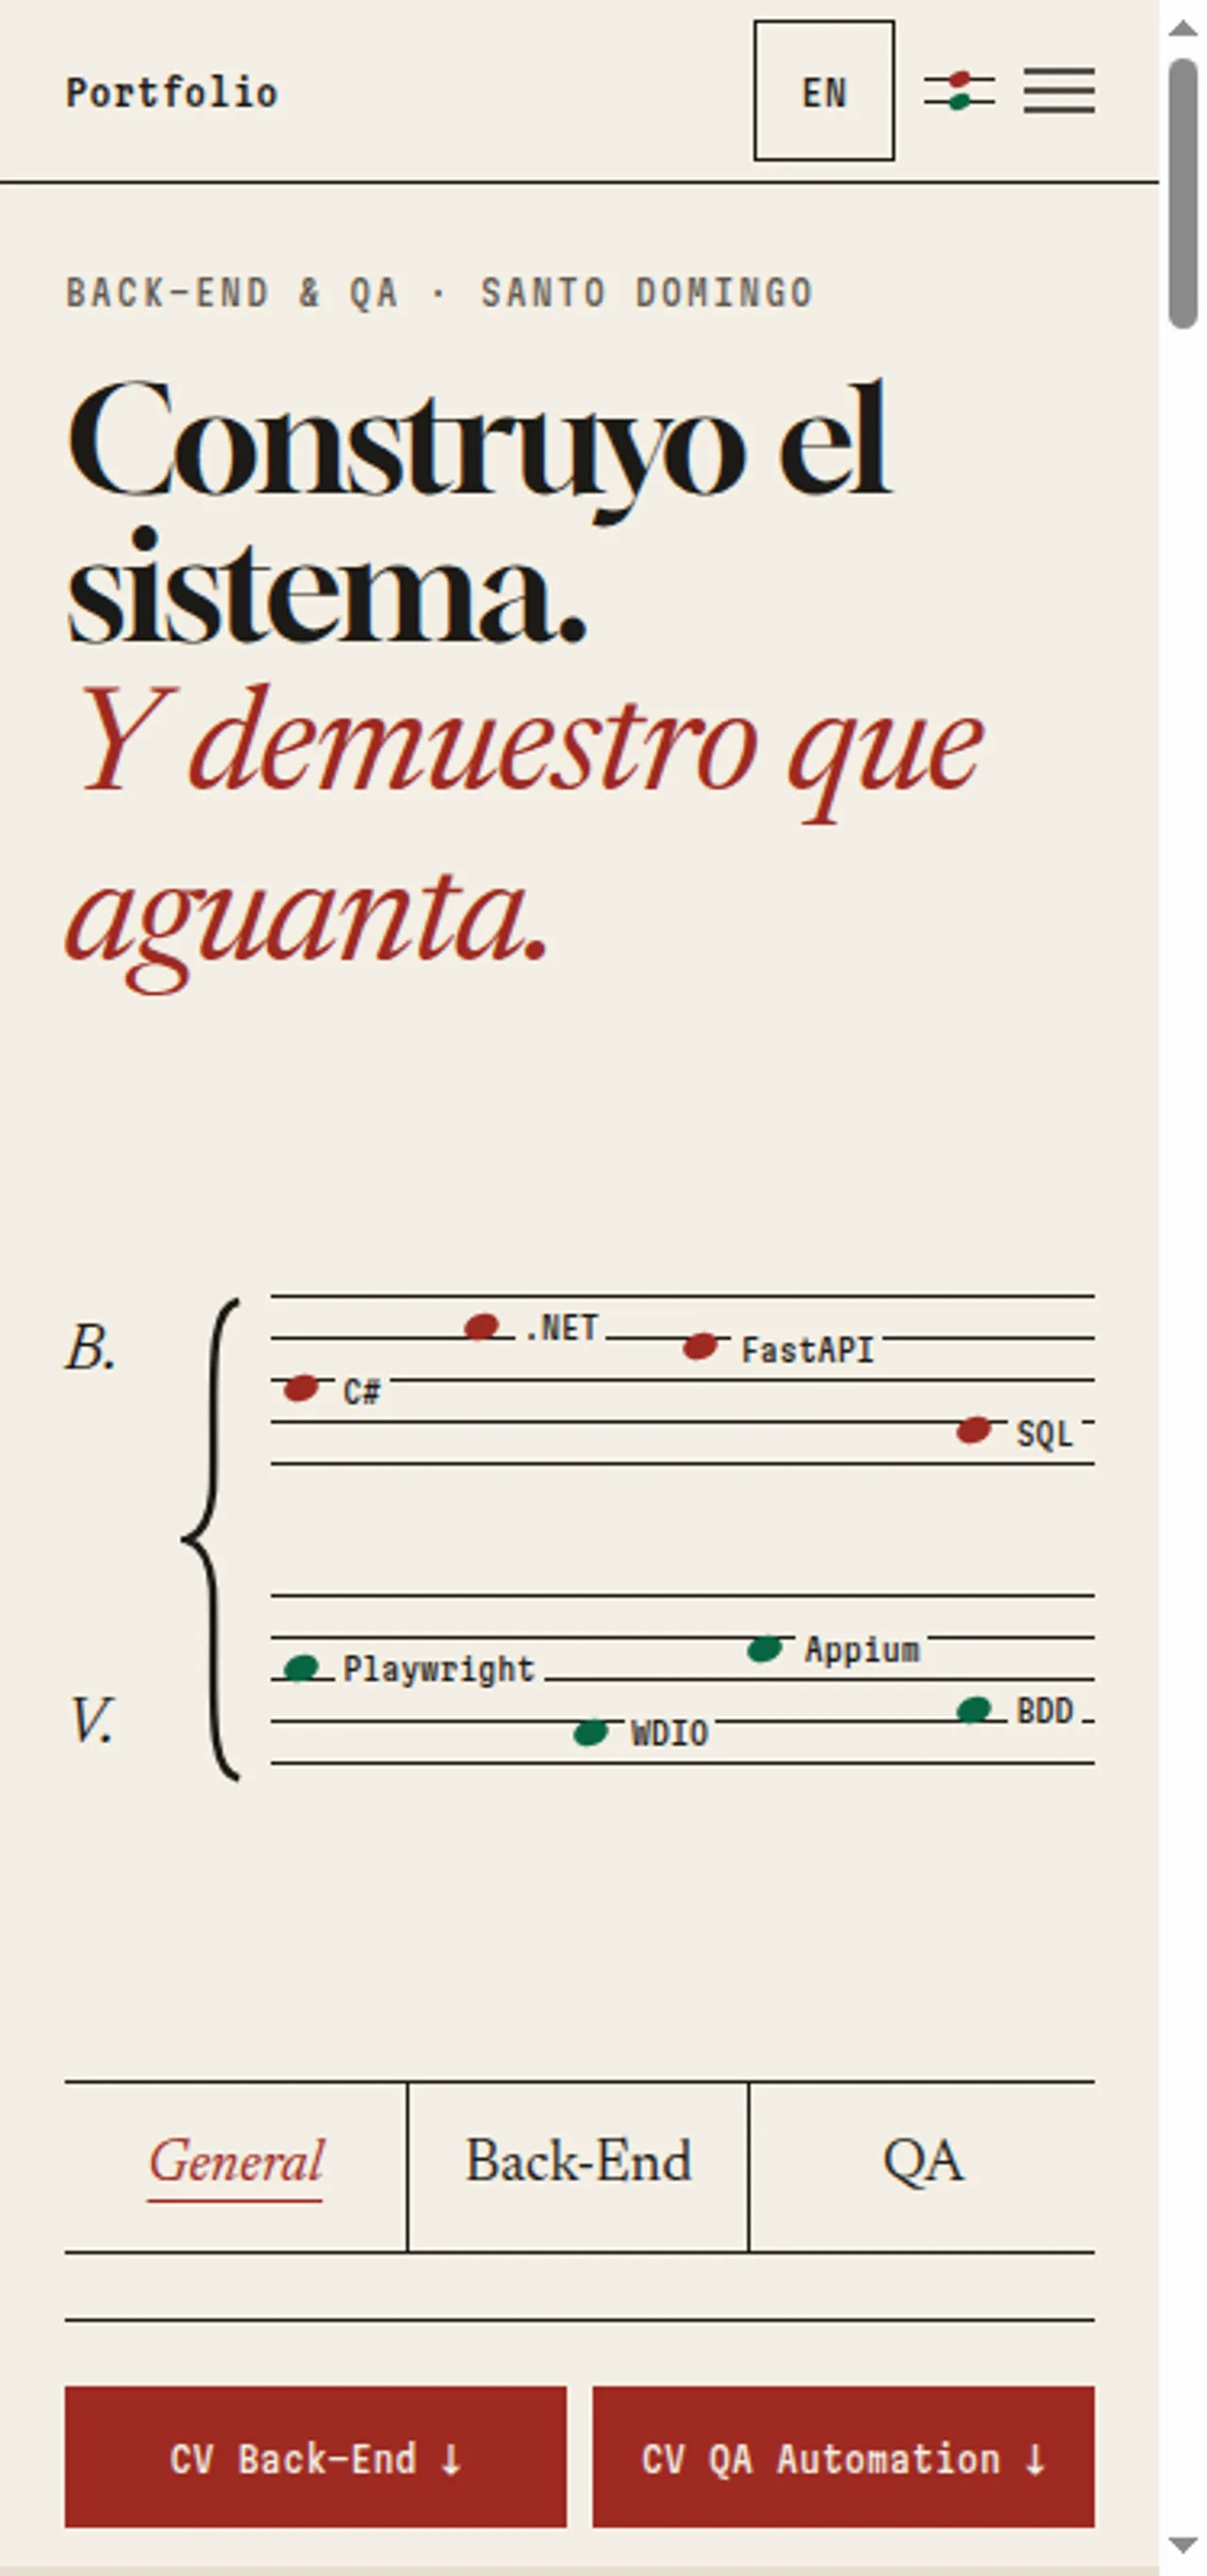 Portfolio
EN
BACK-END & QA · SANTO DOMINGO
Construyo el
sistema.
Y demuestro que
aguanta.
B.
.NET
FastAPI
C#
SQL
V.
Appium
Playwright
BDD
WDIO
General
Back-End
QA
CV Back-End ↓
CV QA Automation ↓